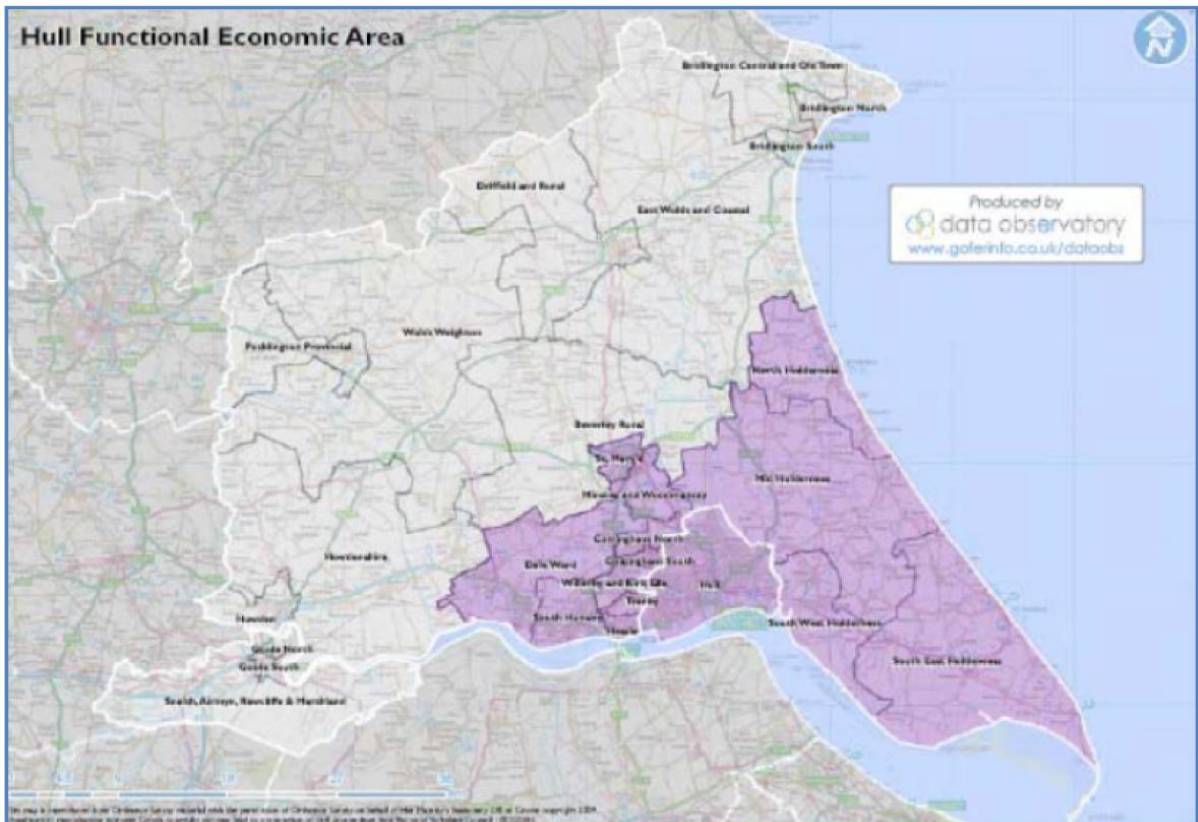 Hull Functional Economic Area
N
Bridlington Central and Old Town
Bridlington North
Bridlington South
Driffield and Rural
East Wolds and Coastal
Produced by
data observatory
www.goferinfo.co.uk/dataobs
Wolds Weighton
Pocklington Provincial
North Holderness
Beverley Rural
St. Mary's
Mid Holderness
Minster and Woodmansey
Cottingham North
Howdenshire
Dale Ward
Cottingham South
Willerby and Kirk Ella
Hull
Tranby
Howden
South Hunsley
South West Holderness
Hessle
Goole North
Goole South
South East Holderness
Snaith, Airmyn, Rawcliffe & Marshland